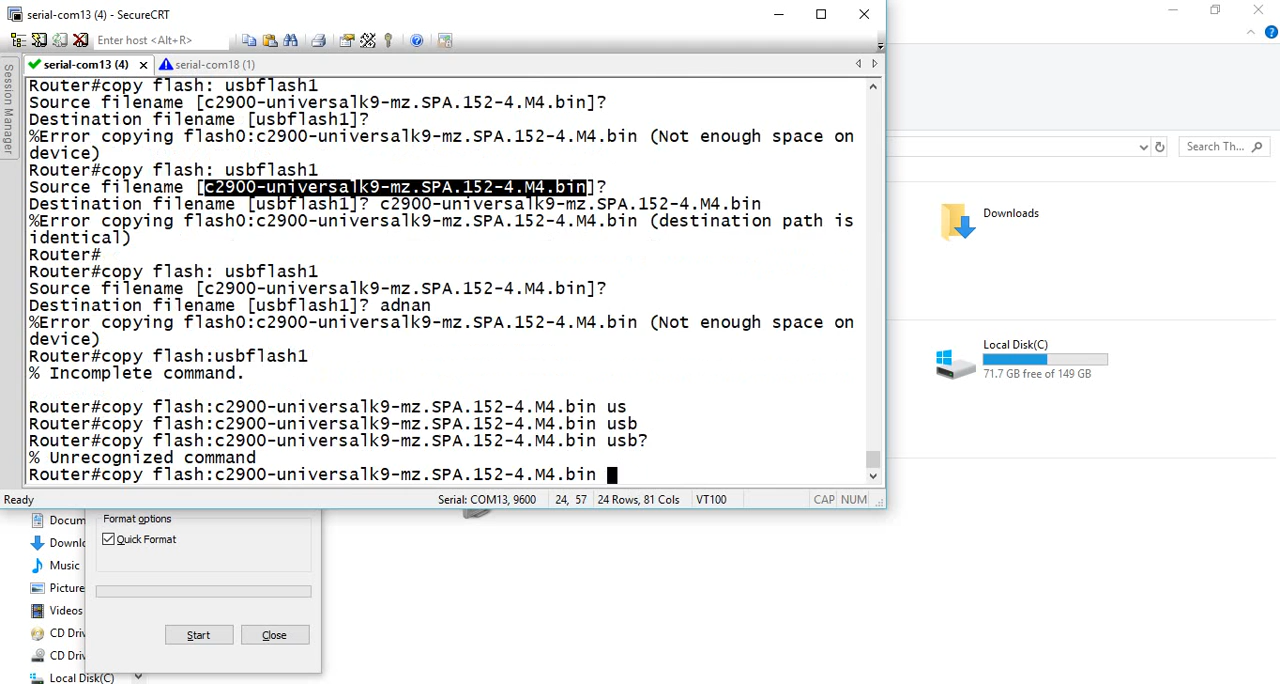 serial-com13 (4) - SecureCRT
Enter host <Alt+R>
Session Manager
serial-com13 (4)
serial-com18 (1)
Router#copy flash: usbflash1
Source filename [c2900-universalk9-mz.SPA.152-4.M4.bin]?
Destination filename [usbflash1]?
%Error copying flash0:c2900-universalk9-mz.SPA.152-4.M4.bin (Not enough space on
device)
Router#copy flash: usbflash1
Source filename [c2900-universalk9-mz.SPA.152-4.M4.bin]?
Destination filename [usbflash1]? c2900-universalk9-mz.SPA.152-4.M4.bin
%Error copying flash0:c2900-universalk9-mz.SPA.152-4.M4.bin (destination path is
identical)
Router#
Router#copy flash: usbflash1
Source filename [c2900-universalk9-mz.SPA.152-4.M4.bin]?
Destination filename [usbflash1]? adnan
%Error copying flash0:c2900-universalk9-mz.SPA.152-4.M4.bin (Not enough space on
device)
Router#copy flash:usbflash1
% Incomplete command.
Router#copy flash:c2900-universalk9-mz.SPA.152-4.M4.bin us
Router#copy flash:c2900-universalk9-mz.SPA.152-4.M4.bin usb
Router#copy flash:c2900-universalk9-mz.SPA.152-4.M4.bin usb?
% Unrecognized command
Router#copy flash:c2900-universalk9-mz.SPA.152-4.M4.bin
Ready
Serial: COM13, 9600
24, 57
24 Rows, 81 Cols
VT100
CAP
NUM
Search Th...
Downloads
Local Disk(C)
71.7 GB free of 149 GB
Docum
Downlo
Music
Picture
Videos
CD Driv
CD Driv
Local Disk(C)
Format options
Quick Format
Start
Close